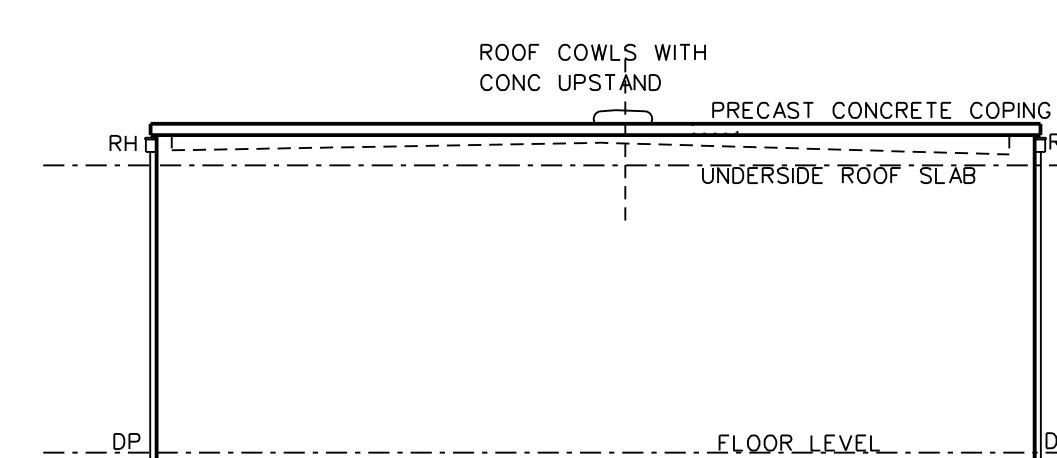 ROOF COWLS WITH
CONC UPSTAND
PRECAST CONCRETE COPING
RH
UNDERSIDE ROOF SLAB
DP
FLOOR LEVEL